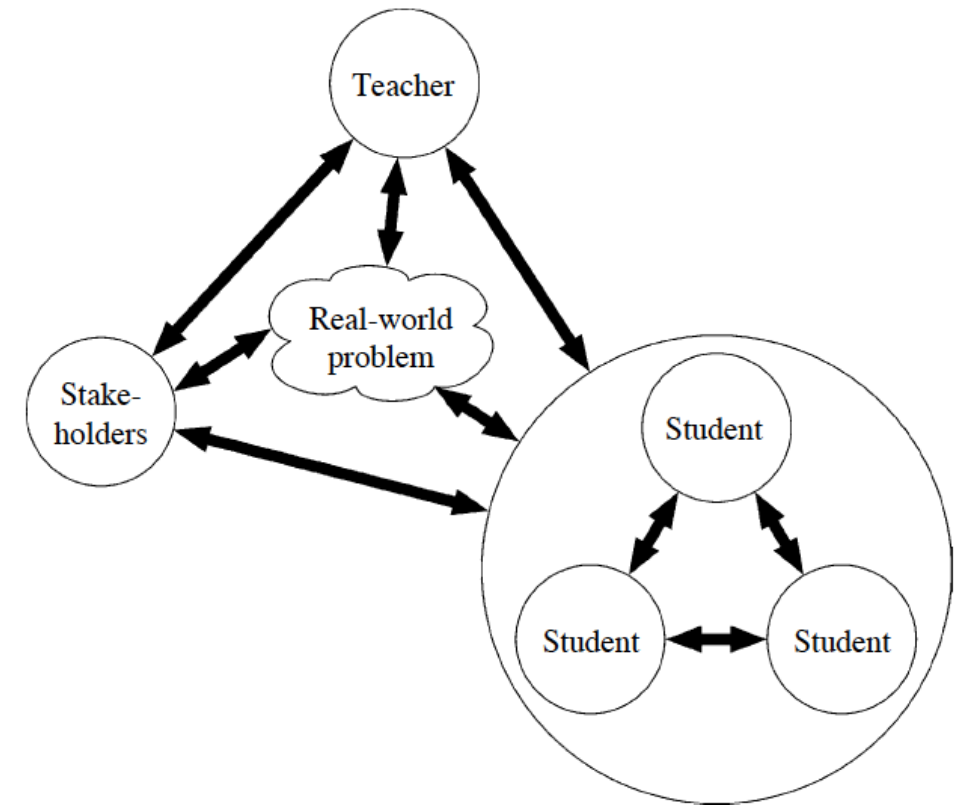 Teacher
Real-world
problem
Stake-
holders
Student
Student
Student